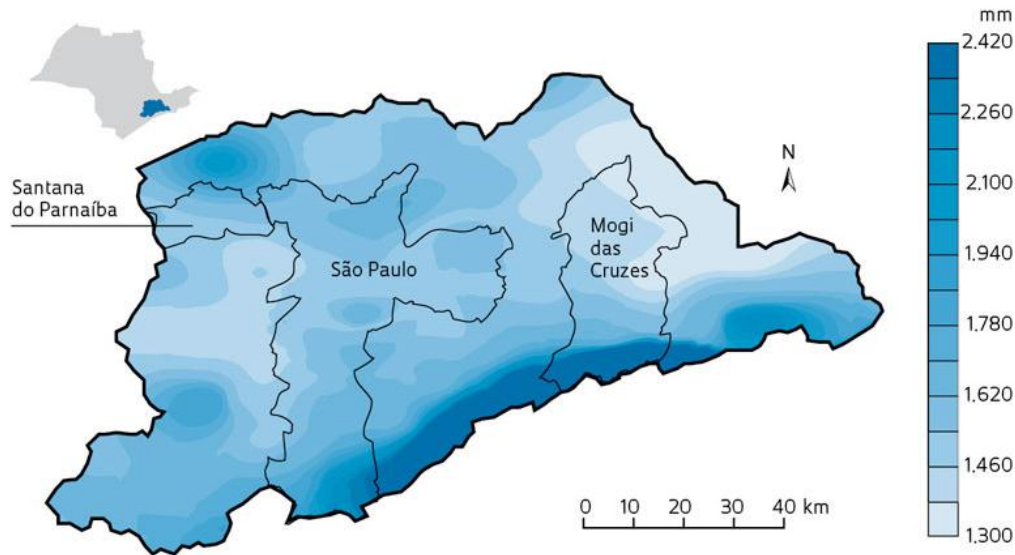 mm
2.420
2.260
2.100
1.940
1.780
1.620
1.460
1.300
N
Santana
do Parnaíba
São Paulo
Mogi
das
Cruzes
0 10 20 30 40 km